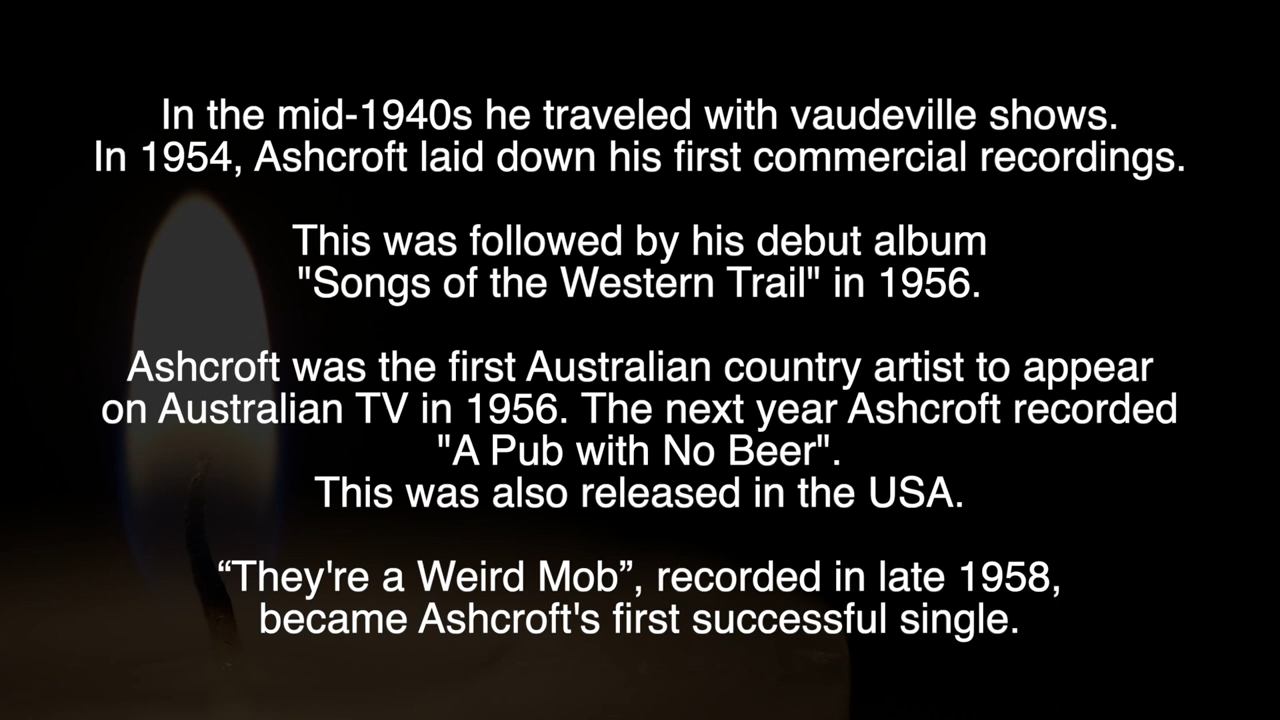 In the mid-1940s he traveled with vaudeville shows.
In 1954, Ashcroft laid down his first commercial recordings.
This was followed by his debut album
"Songs of the Western Trail" in 1956.
Ashcroft was the first Australian country artist to appear
on Australian TV in 1956. The next year Ashcroft recorded
"A Pub with No Beer".
This was also released in the USA.
“They're a Weird Mob”, recorded in late 1958,
became Ashcroft's first successful single.